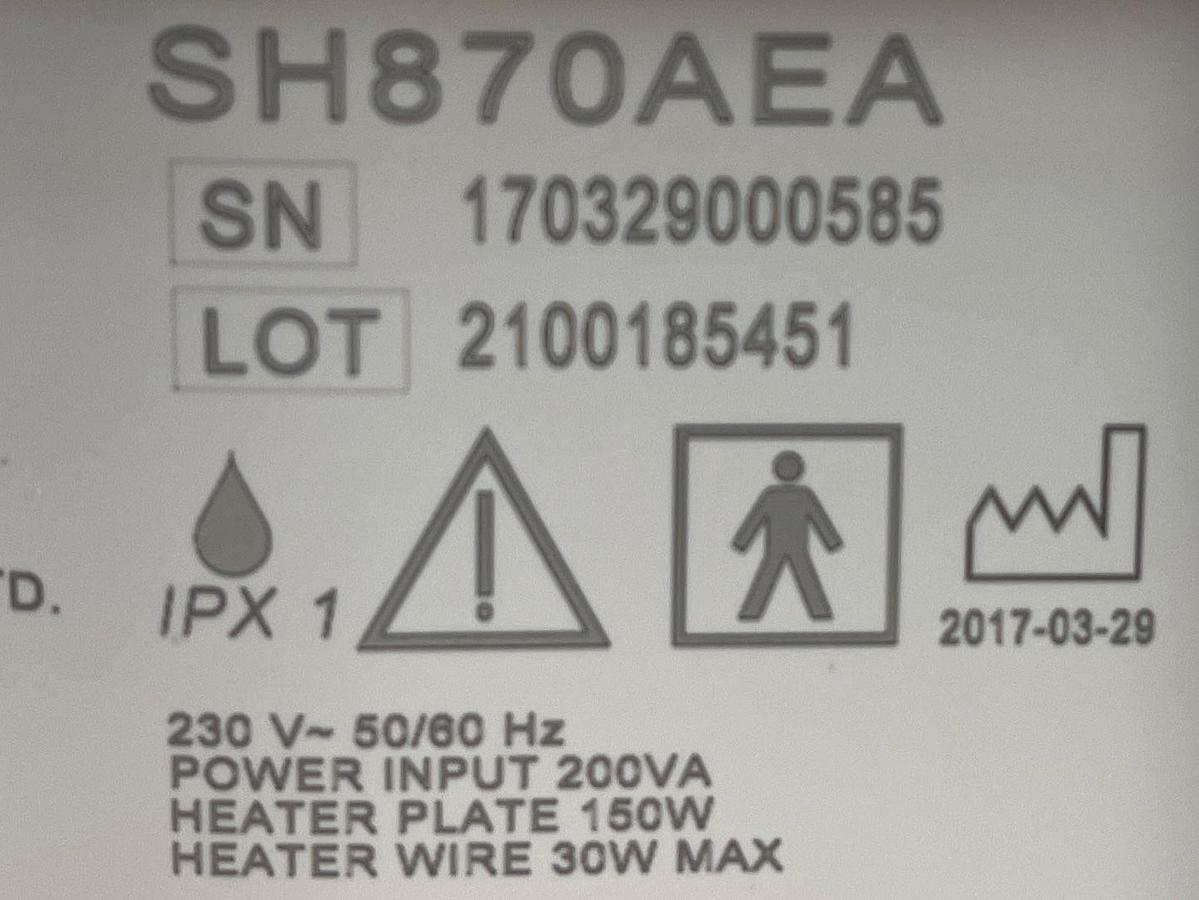 SH870AEA
SN 170329000585
LOT 2100185451
TD.
IPX 1
2017-03-29
230 V~ 50/60 Hz
POWER INPUT 200VA
HEATER PLATE 150W
HEATER WIRE 30W MAX